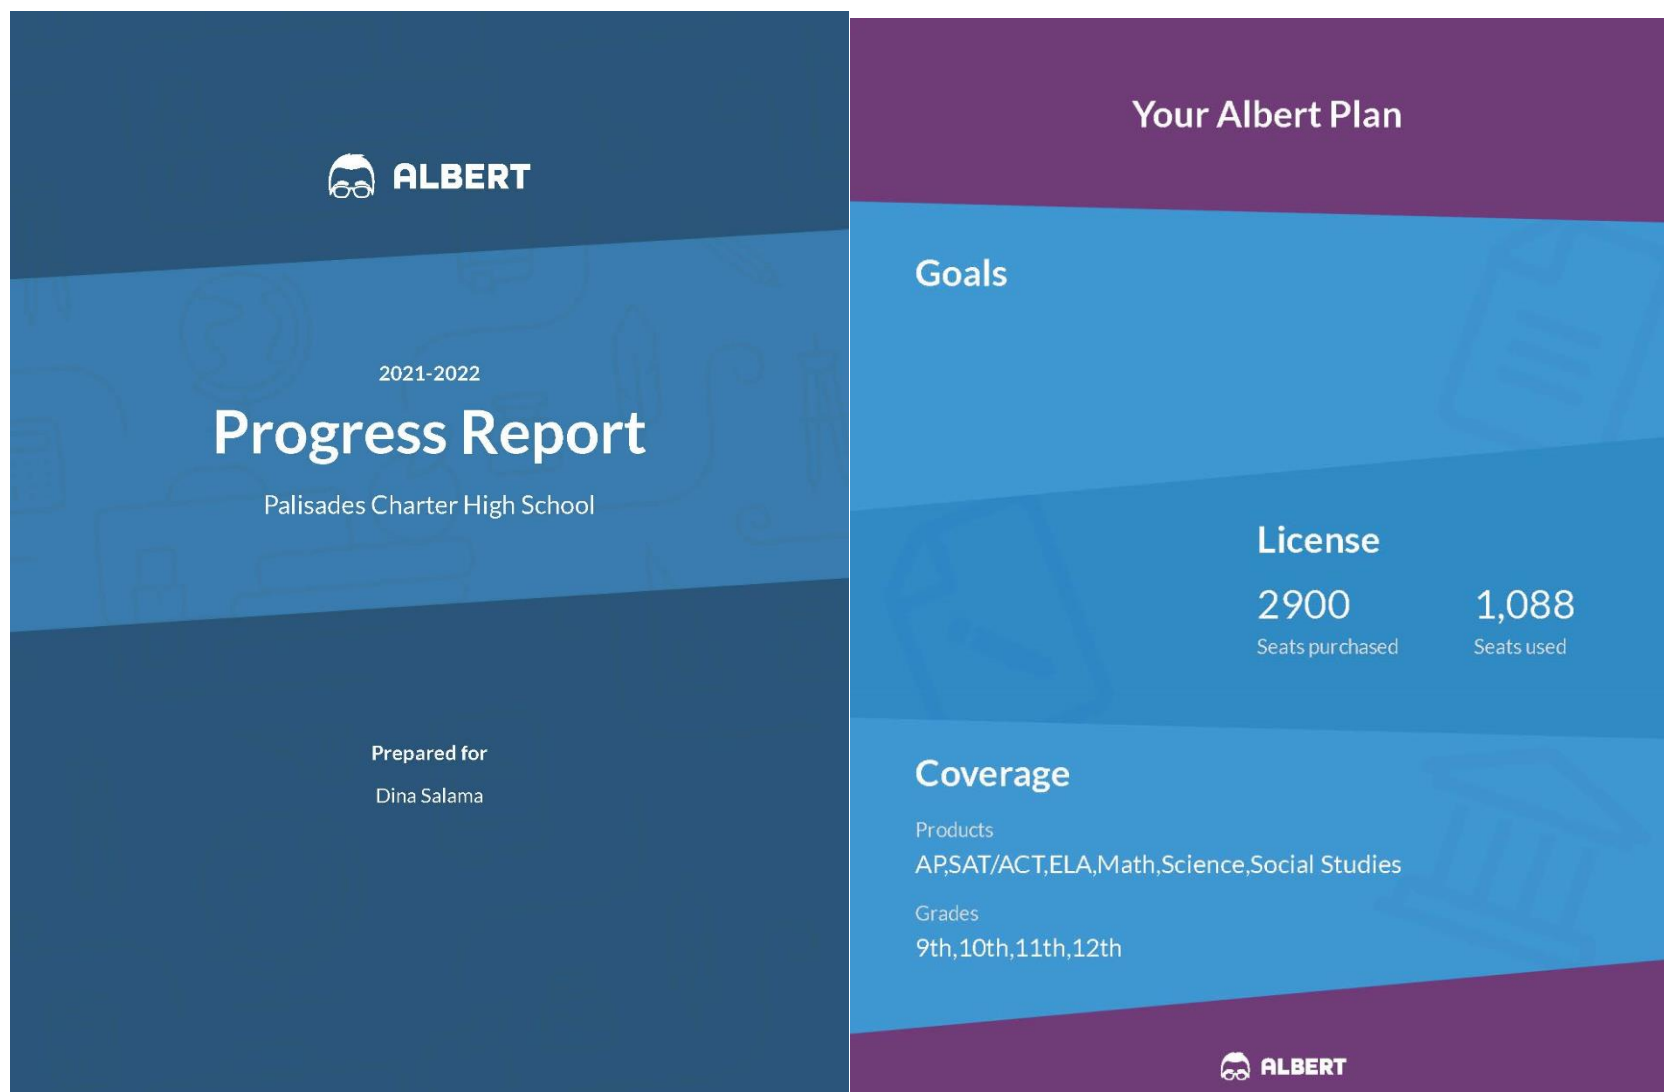 ALBERT
2021-2022
Progress Report
Palisades Charter High School
Prepared for
Dina Salama
Your Albert Plan
Goals
License
2900 1,088
Seats purchased Seats used
Coverage
Products
AP,SAT/ACT,ELA,Math,Science,Social Studies
Grades
9th,10th,11th,12th
ALBERT